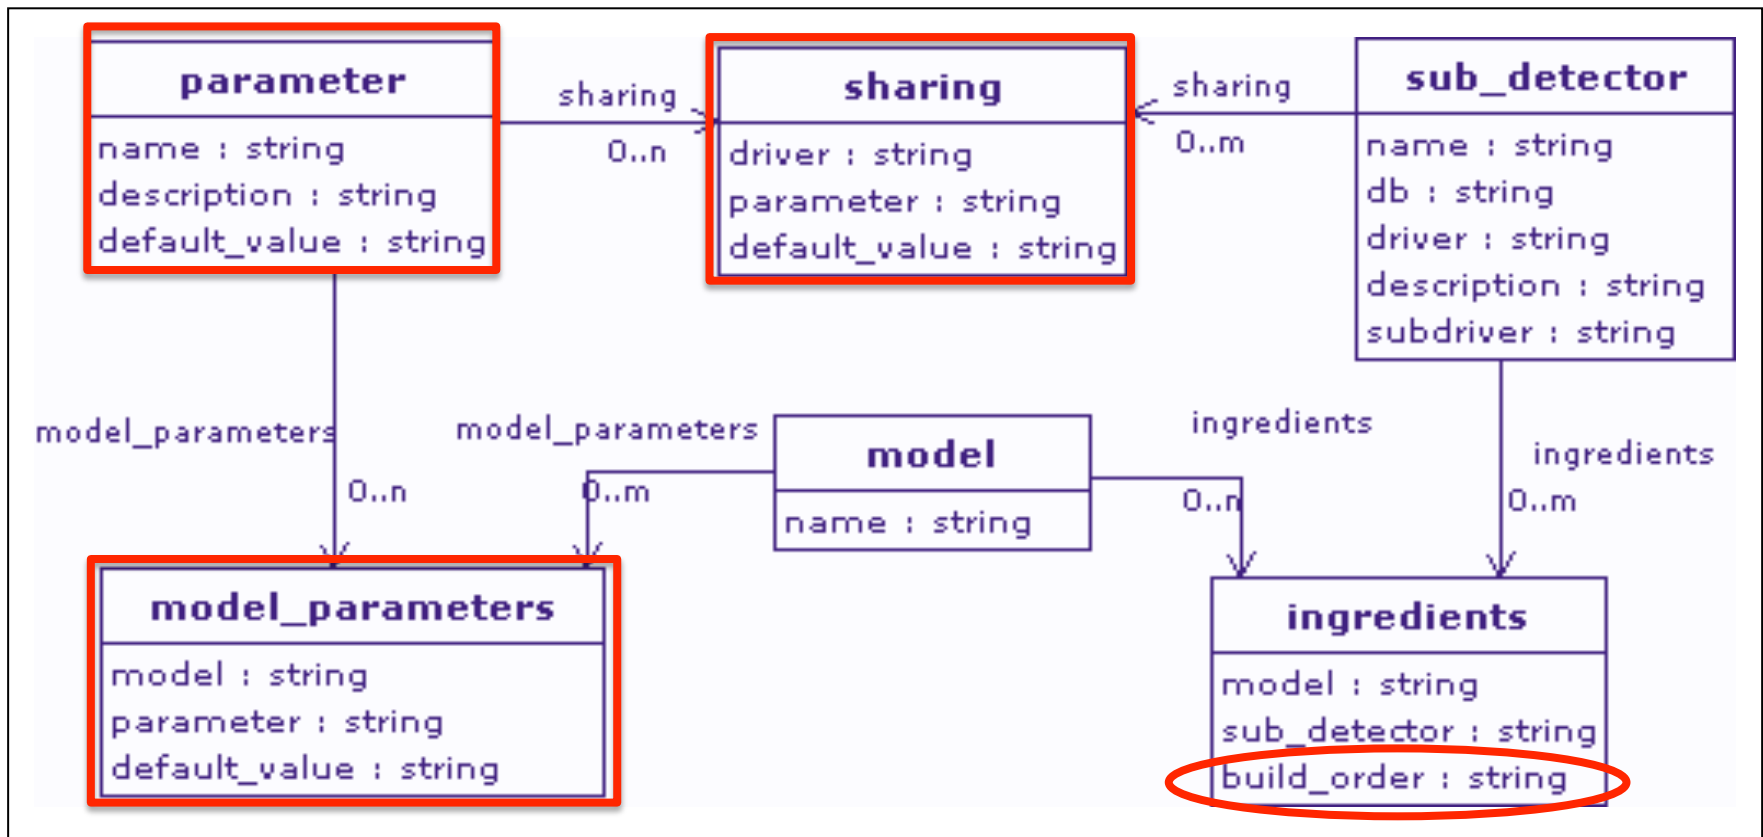 parameter
name : string
description : string
default_value : string
sharing
0..n
sharing
driver : string
parameter : string
default_value : string
sharing
0..m
sub_detector
name : string
db : string
driver : string
description : string
subdriver : string
model_parameters
0..n
model_parameters
0..m
model
name : string
ingredients
0..n
ingredients
0..m
model_parameters
model : string
parameter : string
default_value : string
ingredients
model : string
sub_detector : string
build_order : string